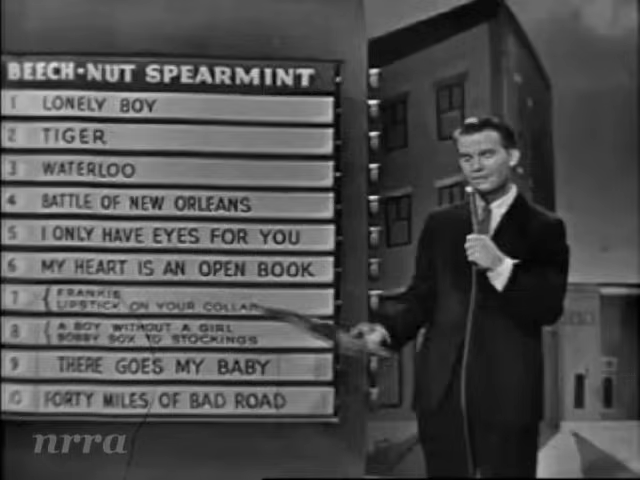 BEECH-NUT SPEARMINT
1 LONELY BOY
2 TIGER
3 WATERLOO
4 BATTLE OF NEW ORLEANS
5 I ONLY HAVE EYES FOR YOU
6 MY HEART IS AN OPEN BOOK
7 { FRANKIE
LIPSTICK ON YOUR COLLAR
8 { A BOY WITHOUT A GIRL
BOBBY SOX TO STOCKINGS
9 THERE GOES MY BABY
10 FORTY MILES OF BAD ROAD
nrra